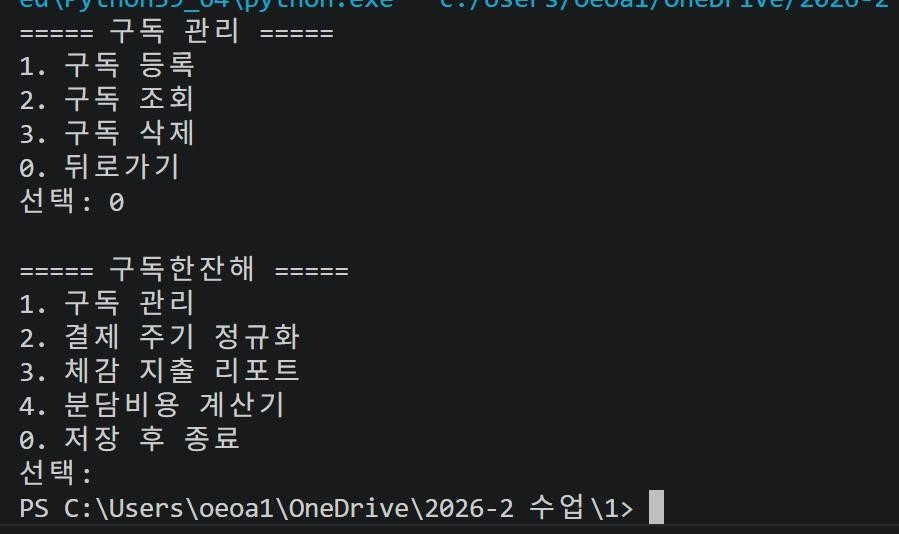 ed\Python39_64\python.exe" "c:/Users/oeoa1/OneDrive/2026-2
===== 구독 관리 =====
1. 구독 등록
2. 구독 조회
3. 구독 삭제
0. 뒤로가기
선택: 0
===== 구독한잔해 =====
1. 구독 관리
2. 결제 주기 정규화
3. 체감 지출 리포트
4. 분담비용 계산기
0. 저장 후 종료
선택:
PS C:\Users\oeoa1\OneDrive\2026-2 수업\1>